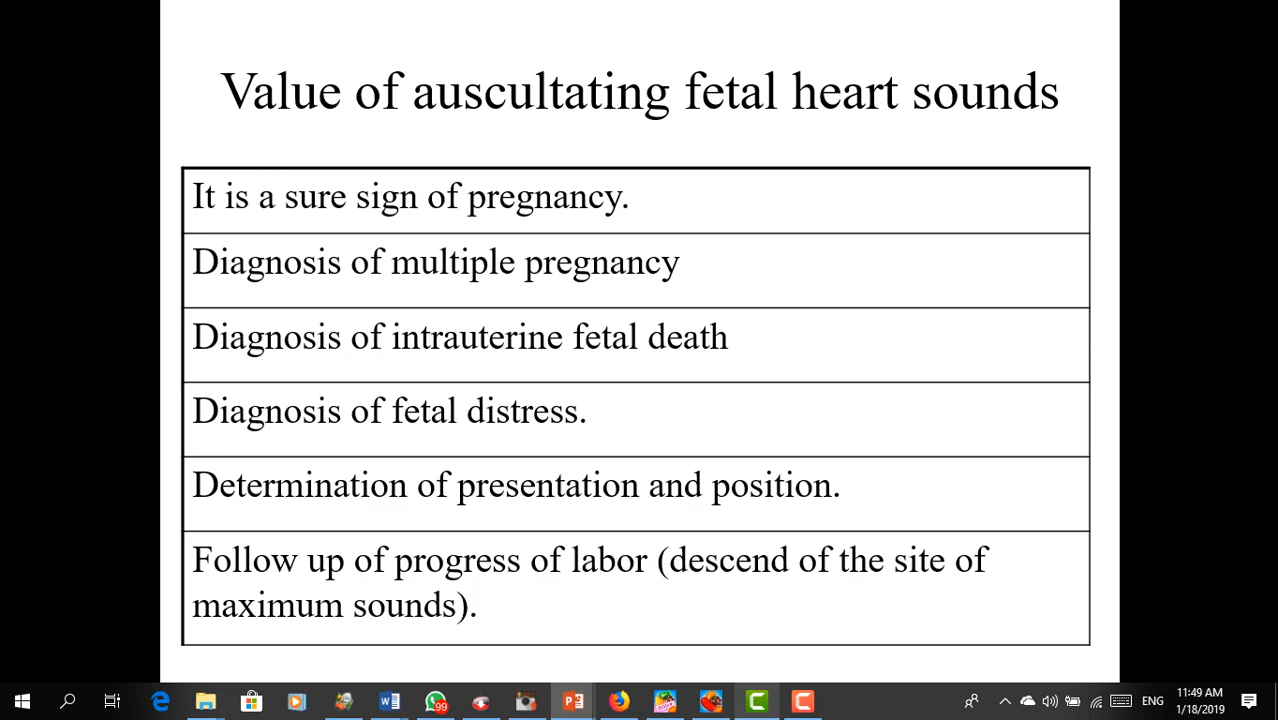 Value of auscultating fetal heart sounds
It is a sure sign of pregnancy.
Diagnosis of multiple pregnancy
Diagnosis of intrauterine fetal death
Diagnosis of fetal distress.
Determination of presentation and position.
Follow up of progress of labor (descend of the site of
maximum sounds).
99
ENG
11:49 AM
1/18/2019